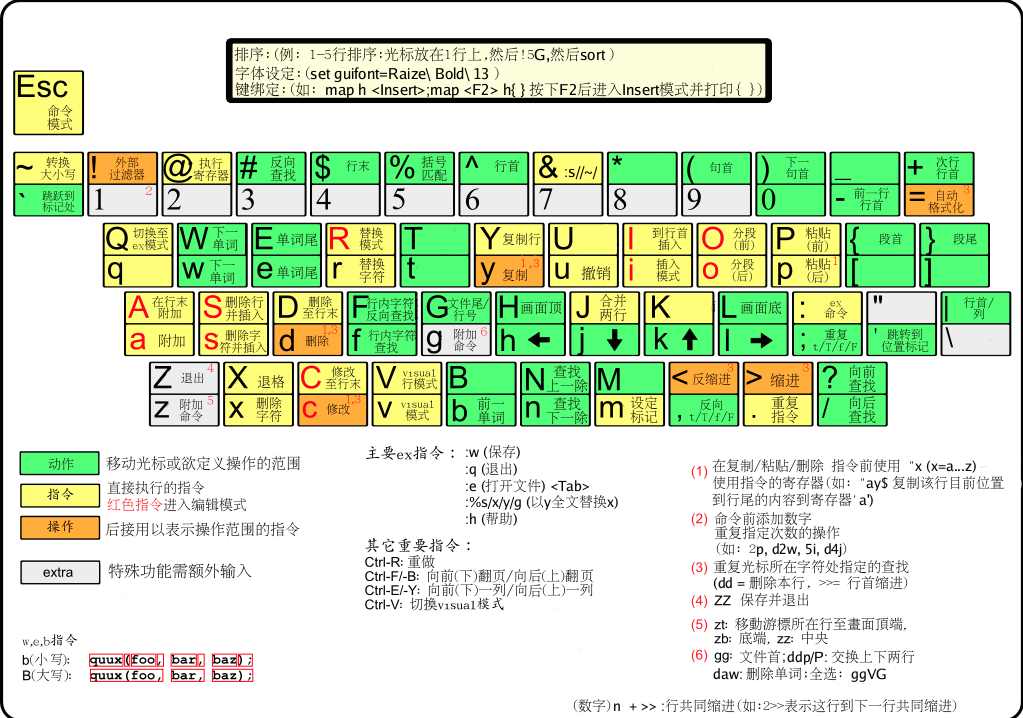 排序:(例: 1-5行排序:光标放在1行上,然后!5G,然后sort )
字体设定:(set guifont=Raize\ Bold\ 13 )
键绑定:(如: map h <Insert>;map <F2> h{ } 按下F2后进入Insert模式并打印{ })
Esc
命令
模式
~ 转换
大小写
` 跳跃到
标记处
! 外部
过滤器
1 2
@ 执行
寄存器
2
# 反向
查找
3
$ 行末
4
% 括号
匹配
5
^ 行首
6
& :s//~/
7
*
8
( 句首
9
) 下一
句首
0
_
- 前一行
行首
+ 次行
行首
= 自动 3
格式化
Q 切换至
ex模式
q
W 下一
单词
w 下一
单词
E 单词尾
e 单词尾
R 替换
模式
r 替换
字符
T
t
Y 复制行
y 复制 1,3
U
u 撤销
I 到行首
插入
i 插入
模式
O 分段
(前)
o 分段
(后)
P 粘贴
(前)
p 粘贴 1
(后)
{ 段首
[
} 段尾
]
A 在行末
附加
a 附加
S 删除行
并插入
s 删除字
符并插入
D 删除
至行末
d 删除 1,3
F 行内字符
反向查找
f 行内字符
查找
G 文件尾/
行号
g 附加 6
命令
H 画面顶
h ←
J 合并
两行
j ↓
K
k ↑
L 画面底
l →
: ex
命令
; 重复
t/T/f/F
"
' 跳转到
位置标记
| 行首/
列
\
Z 退出 4
z 附加 5
命令
X 退格
x 删除
字符
C 修改
至行末
c 修改 1,3
V visual
行模式
v visual
模式
B
b 前一
单词
N 查找
上一除
n 查找
下一除
M
m 设定
标记
< 反缩进 3
, 反向
t/T/f/F
> 缩进 3
. 重复
指令
? 向前
查找
/ 向后
查找
动作 移动光标或欲定义操作的范围
指令 直接执行的指令
红色指令进入编辑模式
操作 后接用以表示操作范围的指令
extra 特殊功能需额外输入
w,e,b指令
b(小写): quux(foo, bar, baz);
B(大写): quux(foo, bar, baz);
主要ex指令： :w (保存)
:q (退出)
:e (打开文件) <Tab>
:%s/x/y/g (以y全文替换x)
:h (帮助)
其它重要指令：
Ctrl-R: 重做
Ctrl-F/-B: 向前(下)翻页/向后(上)翻页
Ctrl-E/-Y: 向前(下)一列/向后(上)一列
Ctrl-V: 切換visual模式
(1) 在复制/粘贴/删除 指令前使用 "x (x=a...z)
使用指令的寄存器(如: "ay$ 复制该行目前位置
到行尾的内容到寄存器'a')
(2) 命令前添加数字
重复指定次数的操作
(如: 2p, d2w, 5i, d4j)
(3) 重复光标所在字符处指定的查找
(dd = 删除本行, >>= 行首缩进)
(4) ZZ 保存并退出
(5) zt: 移動游標所在行至畫面頂端,
zb: 底端, zz: 中央
(6) gg: 文件首;ddp/P: 交换上下两行
daw: 删除单词;全选: ggVG
(数字)n +>> :行共同缩进(如:2>>表示这行到下一行共同缩进)